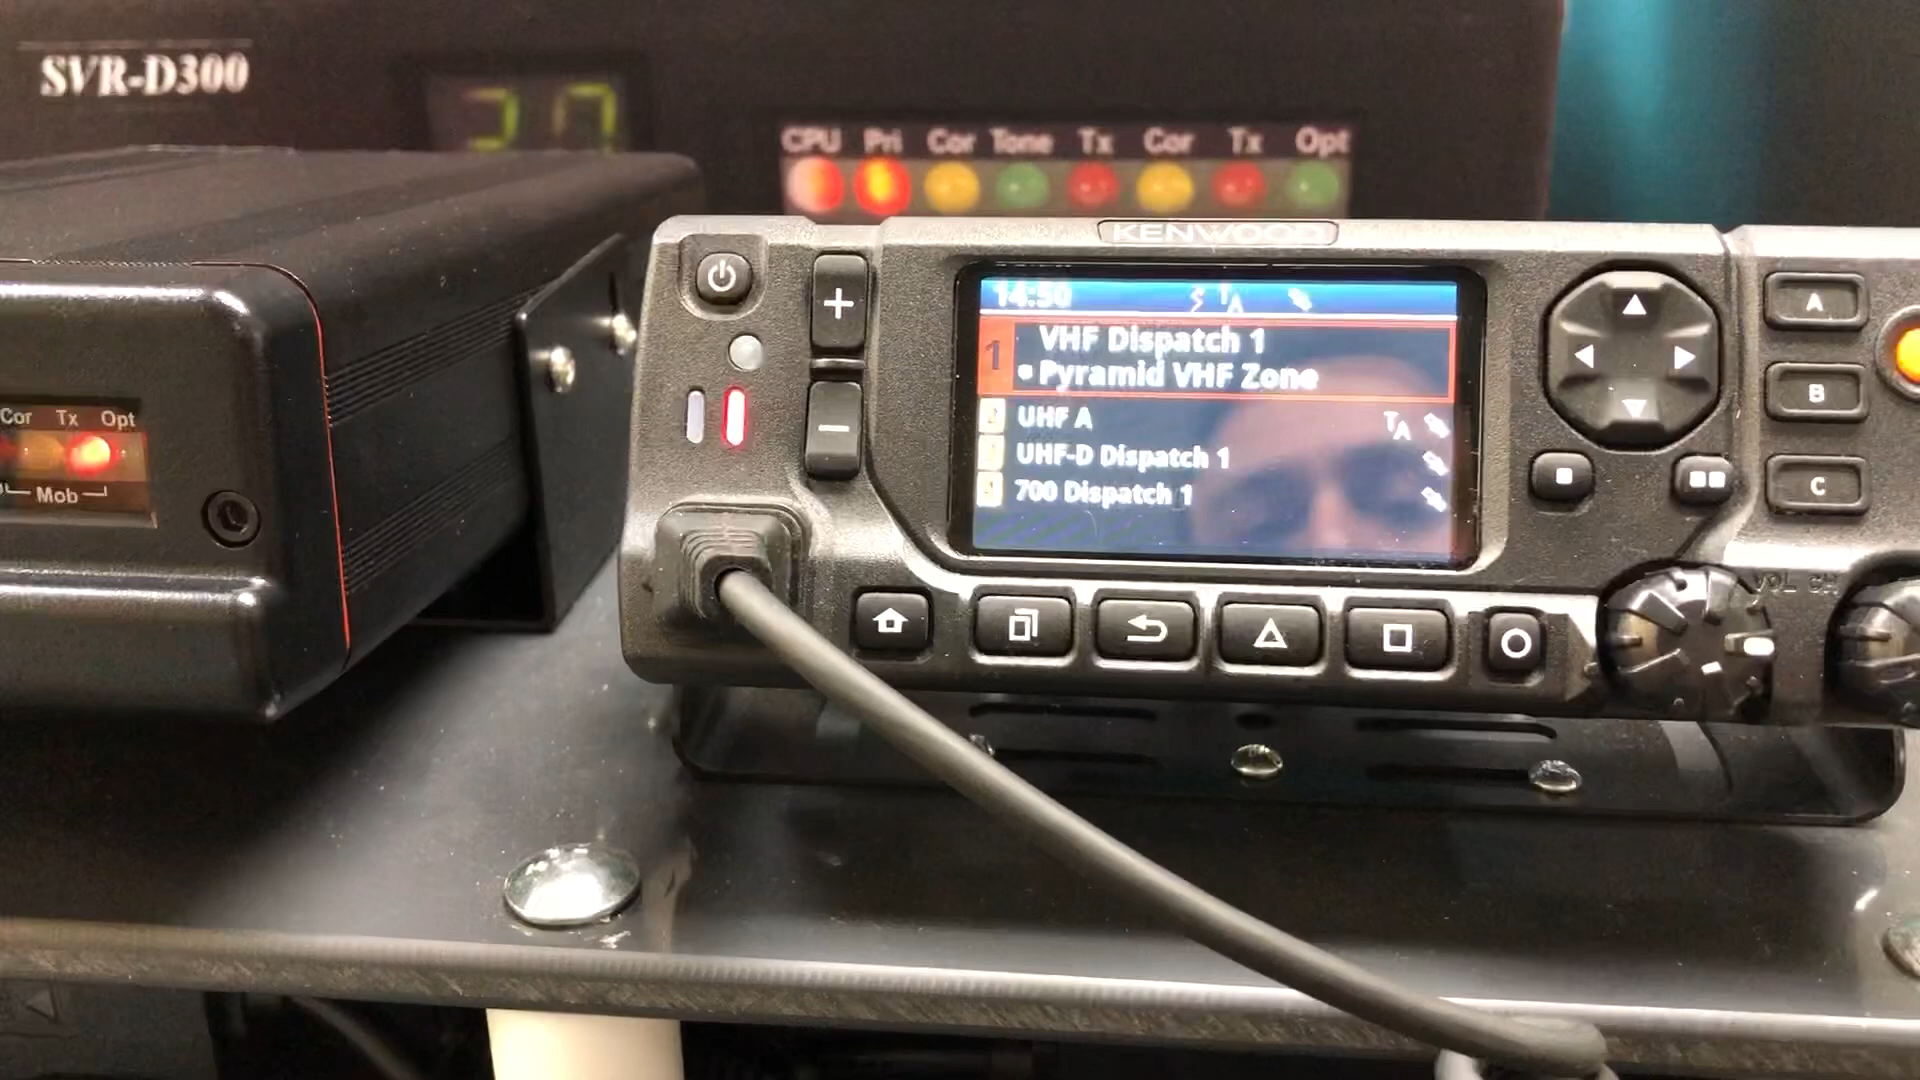 SVR-D300
CPU Pri Cor Tone Tx Cor Tx Opt
KENWOOD
14:50
1
VHF Dispatch 1
Pyramid VHF Zone
UHF A
UHF-D Dispatch 1
700 Dispatch 1
A
B
C
Cor Tx Opt
Mob
VOL CH